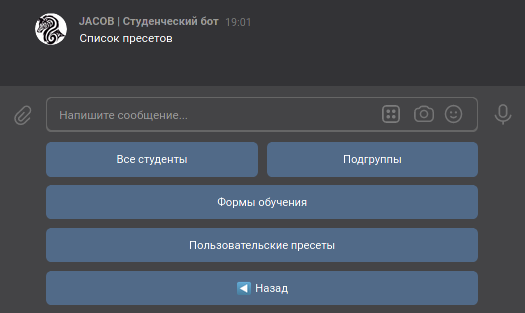 JACOB | Студенческий бот 19:01
Список пресетов
Напишите сообщение...
Все студенты
Подгруппы
Формы обучения
Пользовательские пресеты
Назад